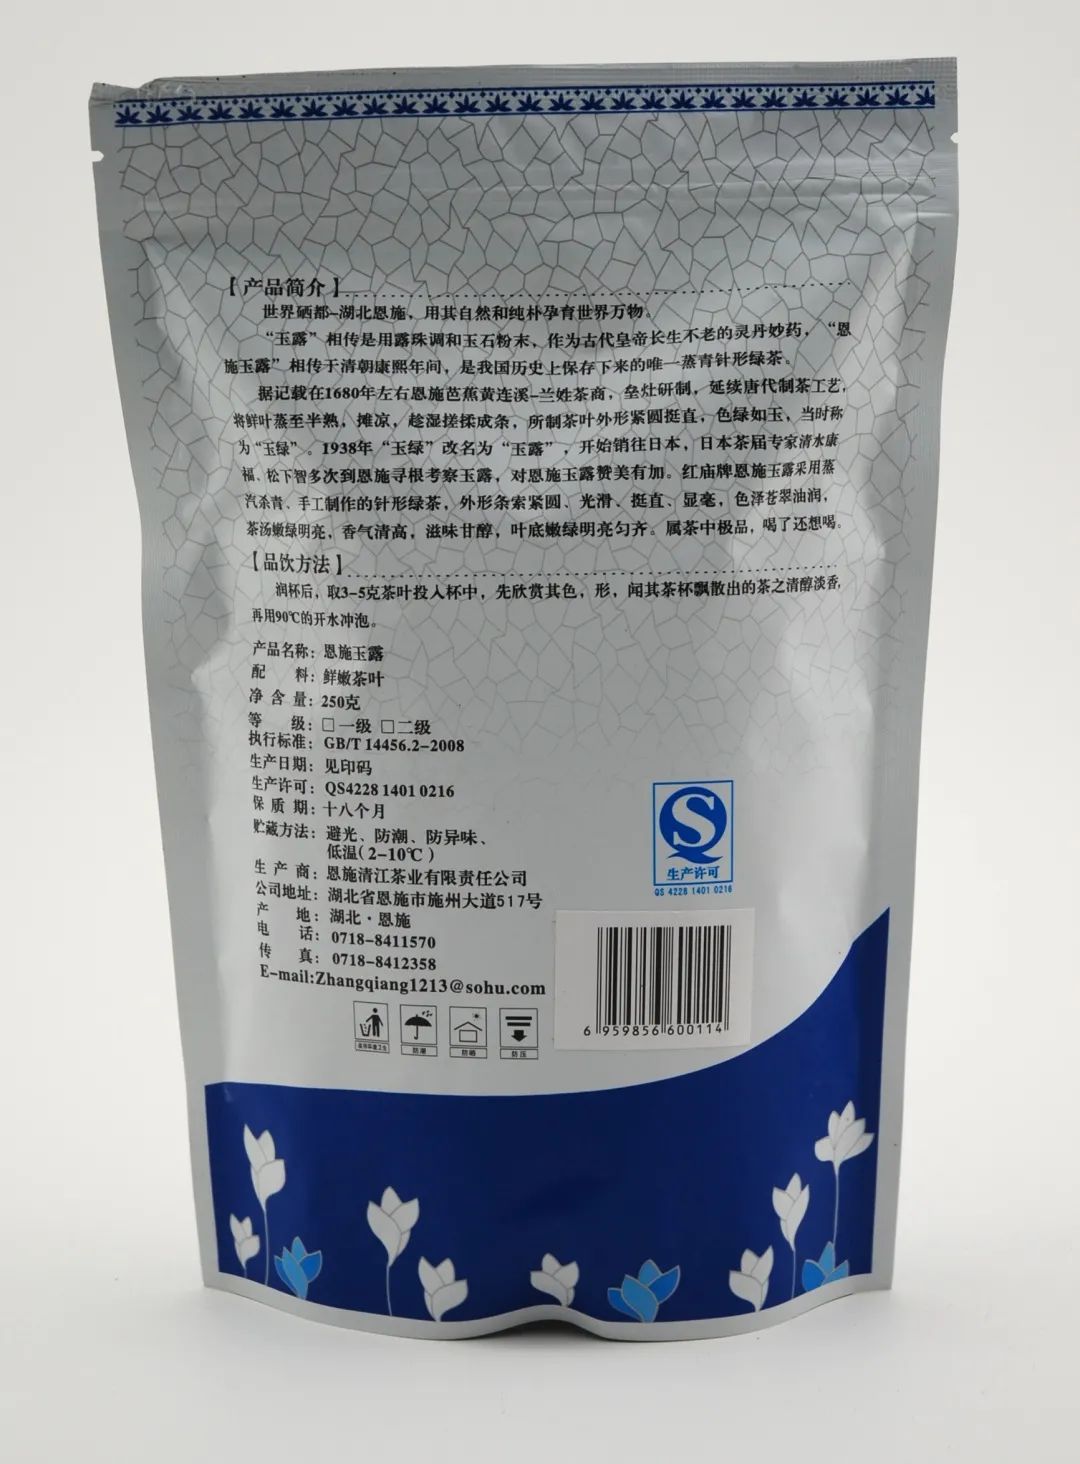 【产品简介】
世界硒都-湖北恩施，用其自然和纯朴孕育世界万物。
“玉露”相传是用露珠调和玉石粉末，作为古代皇帝长生不老的灵丹妙药，“恩
施玉露”相传于清朝康熙年间，是我国历史上保存下来的唯一蒸青针形绿茶。
据记载在1680年左右恩施芭蕉黄连溪-兰姓茶商，垒灶研制，延续唐代制茶工艺，
将鲜叶蒸至半熟，摊凉，趁湿搓揉成条，所制茶叶外形紧圆挺直，色绿如玉，当时称
为“玉绿”。1938年“玉绿”改名为“玉露”，开始销往日本，日本茶届专家清水康
福、松下智多次到恩施寻根考察玉露，对恩施玉露赞美有加。红庙牌恩施玉露采用蒸
汽杀青、手工制作的针形绿茶，外形条索紧圆、光滑、挺直、显毫，色泽苍翠油润，
茶汤嫩绿明亮，香气清高，滋味甘醇，叶底嫩绿明亮匀齐。属茶中极品，喝了还想喝。
【品饮方法】
润杯后，取3-5克茶叶投入杯中，先欣赏其色，形，闻其茶杯飘散出的茶之清醇淡香，
再用90℃的开水冲泡。
产品名称：恩施玉露
配 料：鲜嫩茶叶
净含量：250克
等 级：□一级 □二级
执行标准：GB/T 14456.2-2008
生产日期：见印码
生产许可：QS4228 1401 0216
保质期：十八个月
贮藏方法：避光、防潮、防异味、
低温（2-10℃）
生产商：恩施清江茶业有限责任公司
公司地址：湖北省恩施市施州大道517号
产 地：湖北·恩施
电 话：0718-8411570
传 真：0718-8412358
E-mail:Zhangqiang1213@sohu.com
生产许可
QS 4228 1401 0216
6 959856 600114
防潮
防晒
防压